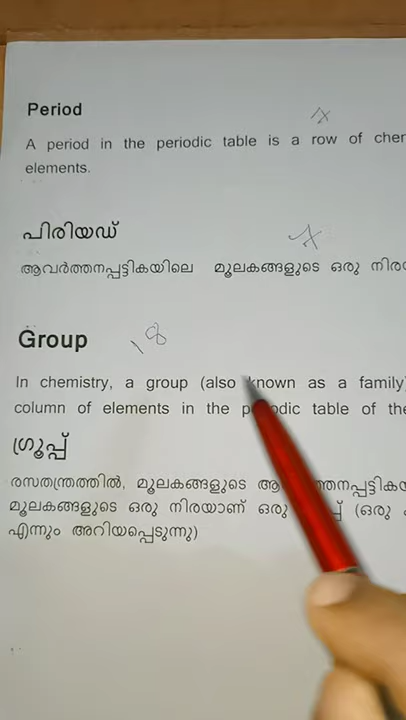 Period
A period in the periodic table is a row of
elements.
പിരിയഡ്
ആവർത്തനപ്പട്ടികയിലെ മൂലകങ്ങളുടെ ഒരു
Group 18
In chemistry, a group (also known as a family)
column of elements in the periodic table of
ഗ്രൂപ്പ്
രസതന്ത്രത്തിൽ, മൂലകങ്ങളുടെ
മൂലകങ്ങളുടെ ഒരു നിരയാണ് ഒരു (ഒരു
എന്നും അറിയപ്പെടുന്നു)